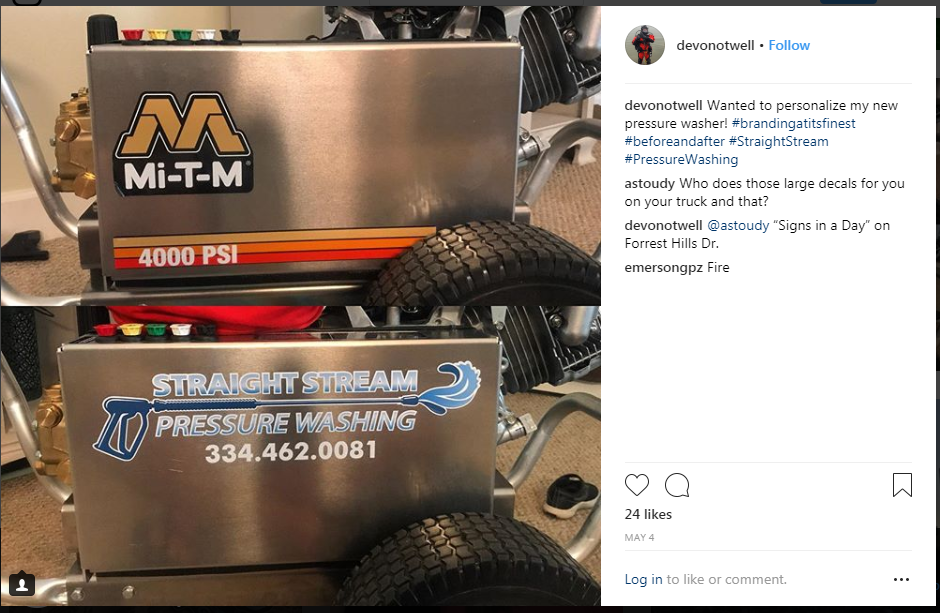 Mi-T-M
4000 PSI
STRAIGHT STREAM
PRESSURE WASHING
334.462.0081
devonotwell • Follow
devonotwell Wanted to personalize my new
pressure washer! #brandingatitsfinest
#beforeandafter #StraightStream
#PressureWashing
astoudy Who does those large decals for you
on your truck and that?
devonotwell @astoudy “Signs in a Day” on
Forrest Hills Dr.
emersongpz Fire
24 likes
MAY 4
Log in to like or comment.